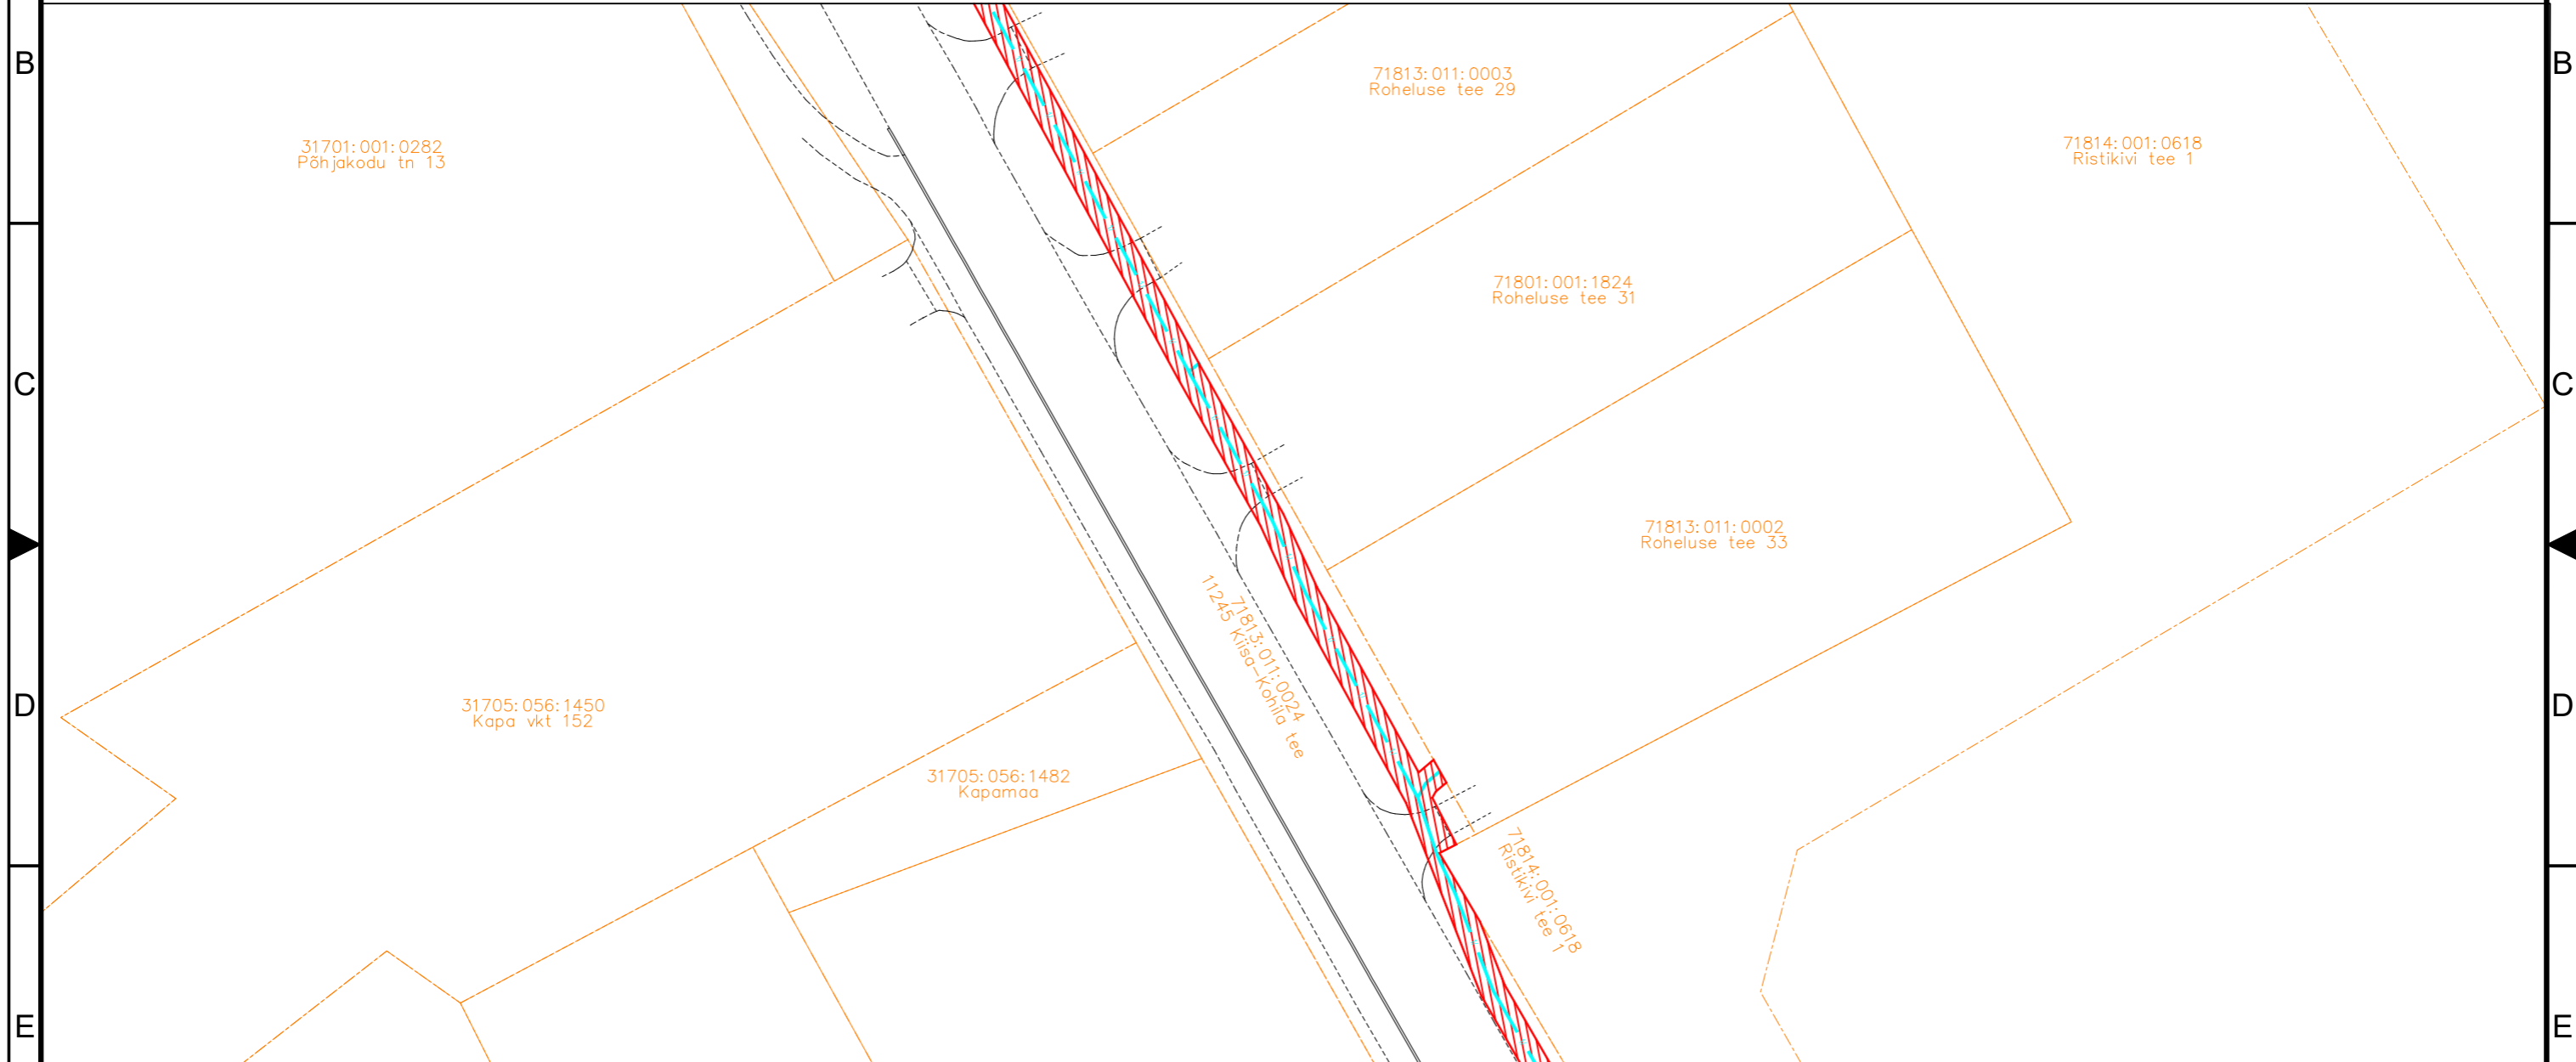 B
B
71813:011:0003
Roheluse tee 29
31701:001:0282
Põhjakodu tn 13
71814:001:0618
Ristikivi tee 1
71801:001:1824
Roheluse tee 31
C
C
71813:011:0002
Roheluse tee 33
71813:011:0024
11245 Kiisa-Kohila tee
D
D
31705:056:1450
Kapa vkt 152
31705:056:1482
Kapamaa
71814:001:0618
Ristikivi tee 1
E
E